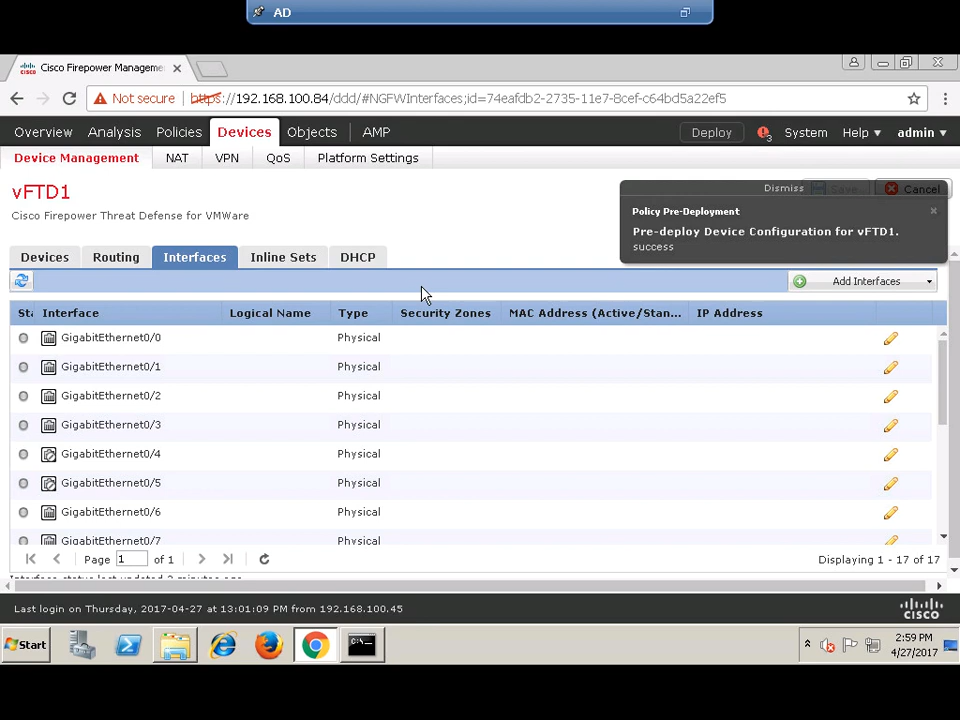 AD
Cisco Firepower Manageme
Not secure https://192.168.100.84/ddd/#NGFWInterfaces;id=74eafdb2-2735-11e7-8cef-c64bd5a22ef5
Overview Analysis Policies Devices Objects AMP Deploy 3 System Help admin
Device Management NAT VPN QoS Platform Settings
vFTD1
Cisco Firepower Threat Defense for VMWare
Save Cancel
Dismiss
Policy Pre-Deployment
Pre-deploy Device Configuration for vFTD1.
success
Devices Routing Interfaces Inline Sets DHCP
Add Interfaces
Sta Interface Logical Name Type Security Zones MAC Address (Active/Stan... IP Address
GigabitEthernet0/0 Physical
GigabitEthernet0/1 Physical
GigabitEthernet0/2 Physical
GigabitEthernet0/3 Physical
GigabitEthernet0/4 Physical
GigabitEthernet0/5 Physical
GigabitEthernet0/6 Physical
GigabitEthernet0/7 Physical
Page 1 of 1 Displaying 1 - 17 of 17
Last login on Thursday, 2017-04-27 at 13:01:09 PM from 192.168.100.45
cisco
Start
2:59 PM
4/27/2017